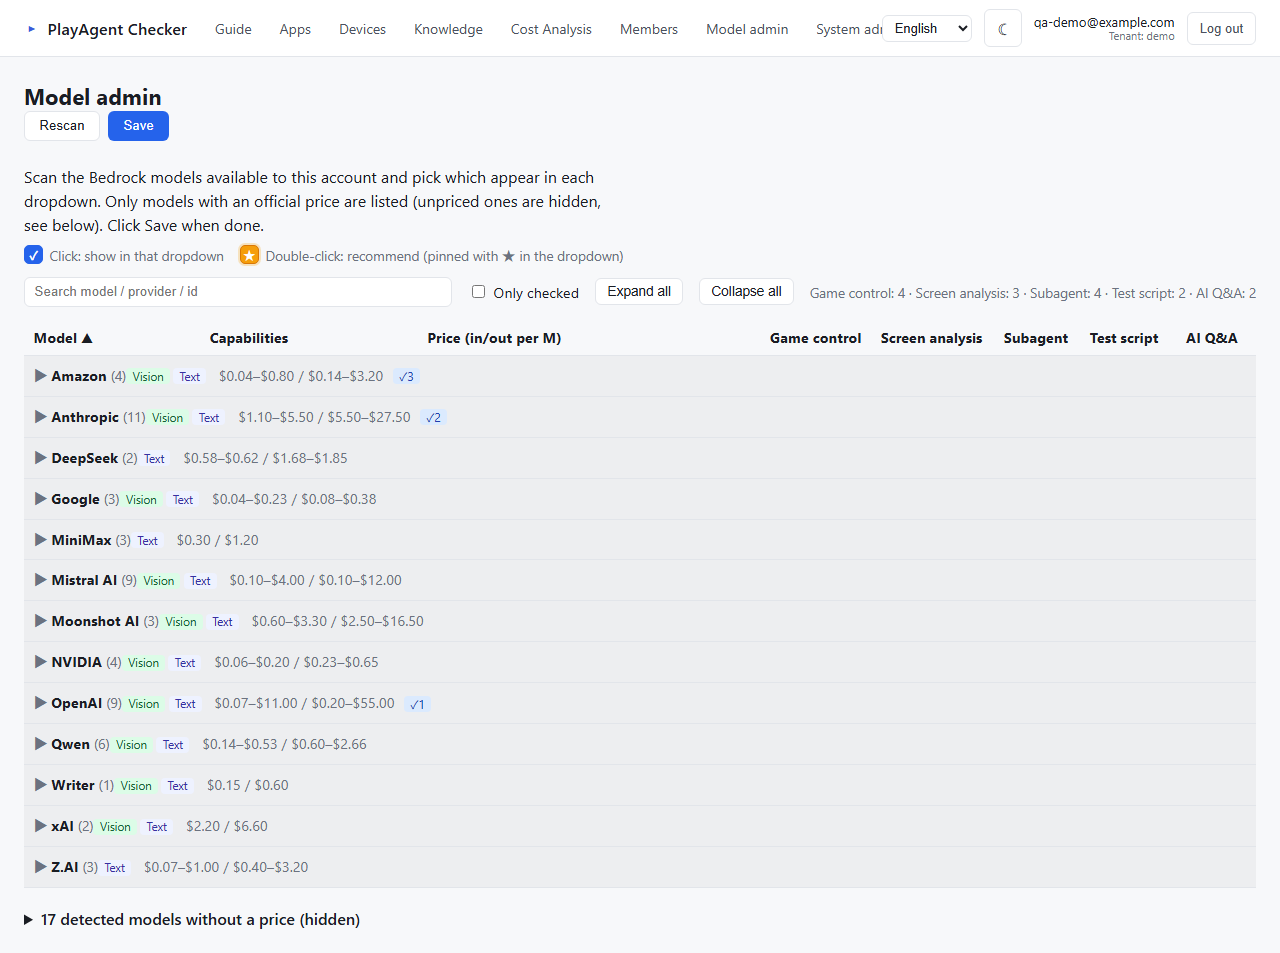 PlayAgent Checker Guide Apps Devices Knowledge Cost Analysis Members Model admin System adr English qa-demo@example.com Log out
Tenant: demo
Model admin
Rescan Save
Scan the Bedrock models available to this account and pick which appear in each
dropdown. Only models with an official price are listed (unpriced ones are hidden,
see below). Click Save when done.
✓ Click: show in that dropdown ★ Double-click: recommend (pinned with ★ in the dropdown)
Search model / provider / id Only checked Expand all Collapse all Game control: 4 · Screen analysis: 3 · Subagent: 4 · Test script: 2 · AI Q&A: 2
Model ▲ Capabilities Price (in/out per M) Game control Screen analysis Subagent Test script AI Q&A
▶ Amazon (4) Vision Text $0.04–$0.80 / $0.14–$3.20 ✓3
▶ Anthropic (11) Vision Text $1.10–$5.50 / $5.50–$27.50 ✓2
▶ DeepSeek (2) Text $0.58–$0.62 / $1.68–$1.85
▶ Google (3) Vision Text $0.04–$0.23 / $0.08–$0.38
▶ MiniMax (3) Text $0.30 / $1.20
▶ Mistral AI (9) Vision Text $0.10–$4.00 / $0.10–$12.00
▶ Moonshot AI (3) Vision Text $0.60–$3.30 / $2.50–$16.50
▶ NVIDIA (4) Vision Text $0.06–$0.20 / $0.23–$0.65
▶ OpenAI (9) Vision Text $0.07–$11.00 / $0.20–$55.00 ✓1
▶ Qwen (6) Vision Text $0.14–$0.53 / $0.60–$2.66
▶ Writer (1) Vision Text $0.15 / $0.60
▶ xAI (2) Vision Text $2.20 / $6.60
▶ Z.AI (3) Text $0.07–$1.00 / $0.40–$3.20
▶ 17 detected models without a price (hidden)